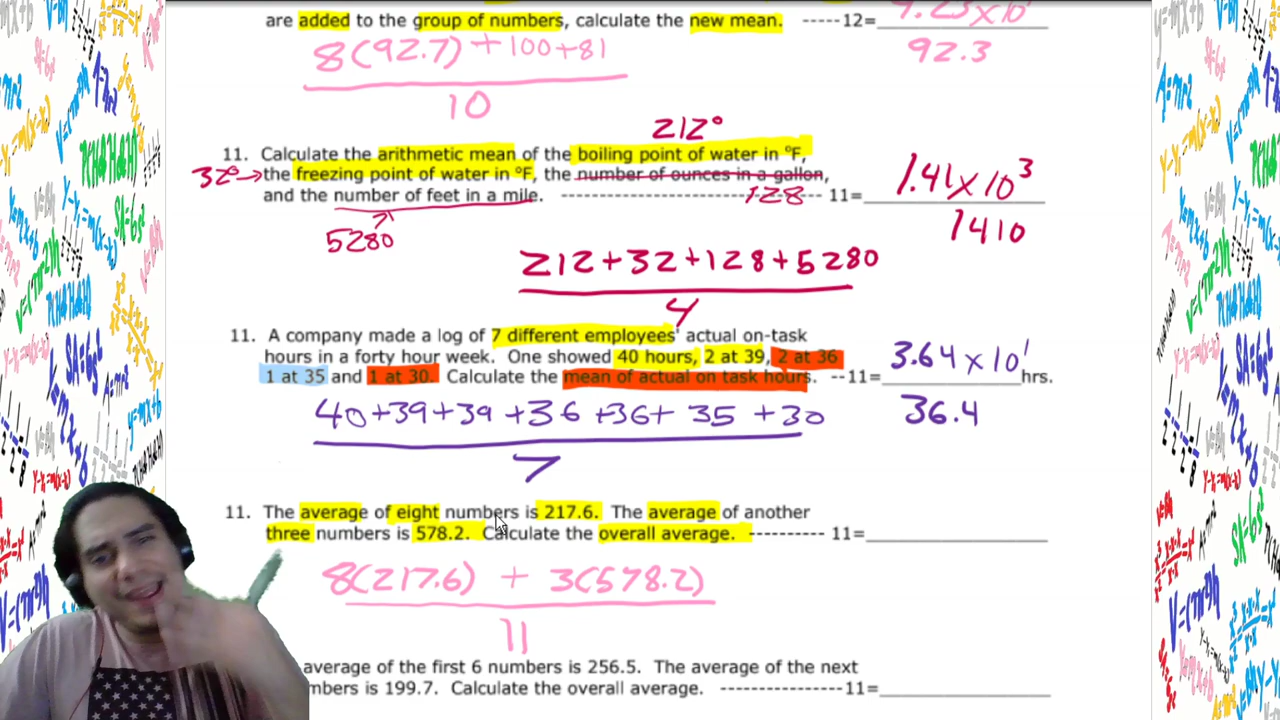 are added to the group of numbers, calculate the new mean. -----12=
8(92.7) + 100+81
10
92.3
212°
11. Calculate the arithmetic mean of the boiling point of water in °F,
32° the freezing point of water in °F, the number of ounces in a gallon,
and the number of feet in a mile. 128 11=
1.41 x 10³
1410
5280
212+32+128+5280
4
11. A company made a log of 7 different employees' actual on-task
hours in a forty hour week. One showed 40 hours, 2 at 39, 2 at 36
1 at 35 and 1 at 30. Calculate the mean of actual on task hours. --11= hrs.
3.64 x 10¹
36.4
40+39+39+36+36+ 35 +30
7
11. The average of eight numbers is 217.6. The average of another
three numbers is 578.2. Calculate the overall average. ---------- 11=
8(217.6) + 3(578.2)
11
average of the first 6 numbers is 256.5. The average of the next
mbers is 199.7. Calculate the overall average. ----------------11=